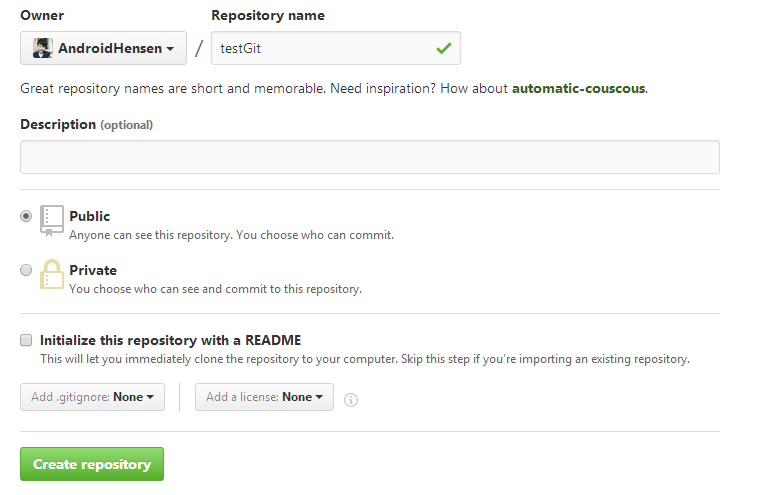 Owner Repository name
AndroidHensen / testGit
Great repository names are short and memorable. Need inspiration? How about automatic-couscous.
Description (optional)
Public
Anyone can see this repository. You choose who can commit.
Private
You choose who can see and commit to this repository.
Initialize this repository with a README
This will let you immediately clone the repository to your computer. Skip this step if you're importing an existing repository.
Add .gitignore: None Add a license: None
Create repository